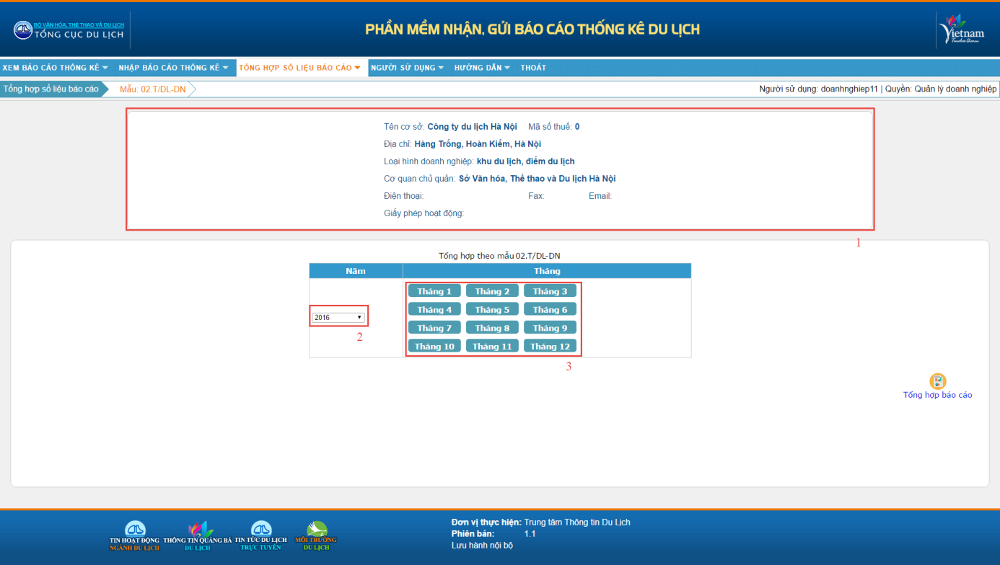 BỘ VĂN HÓA, THỂ THAO VÀ DU LỊCH
TỔNG CỤC DU LỊCH
PHẦN MỀM NHẬN, GỬI BÁO CÁO THỐNG KÊ DU LỊCH
Vietnam
Timeless Charm
XEM BÁO CÁO THỐNG KÊ NHẬP BÁO CÁO THỐNG KÊ TỔNG HỢP SỐ LIỆU BÁO CÁO NGƯỜI SỬ DỤNG HƯỚNG DẪN THOÁT
Tổng hợp số liệu báo cáo Mẫu: 02.T/DL-DN Người sử dụng: doanhnghiep11 | Quyền: Quản lý doanh nghiệp
Tên cơ sở: Công ty du lịch Hà Nội Mã số thuế: 0
Địa chỉ: Hàng Trống, Hoàn Kiếm, Hà Nội
Loại hình doanh nghiệp: khu du lịch, điểm du lịch
Cơ quan chủ quản: Sở Văn hóa, Thể thao và Du lịch Hà Nội
Điện thoại: Fax: Email:
Giấy phép hoạt động:
1
Tổng hợp theo mẫu 02.T/DL-DN
Năm Tháng
2016
2
Tháng 1 Tháng 2 Tháng 3
Tháng 4 Tháng 5 Tháng 6
Tháng 7 Tháng 8 Tháng 9
Tháng 10 Tháng 11 Tháng 12
3
Tổng hợp báo cáo
TIN HOẠT ĐỘNG
NGÀNH DU LỊCH
THÔNG TIN QUẢNG BÁ
DU LỊCH
TIN TỨC DU LỊCH
TRỰC TUYẾN
MÔI TRƯỜNG
DU LỊCH
Đơn vị thực hiện: Trung tâm Thông tin Du Lịch
Phiên bản: 1.1
Lưu hành nội bộ